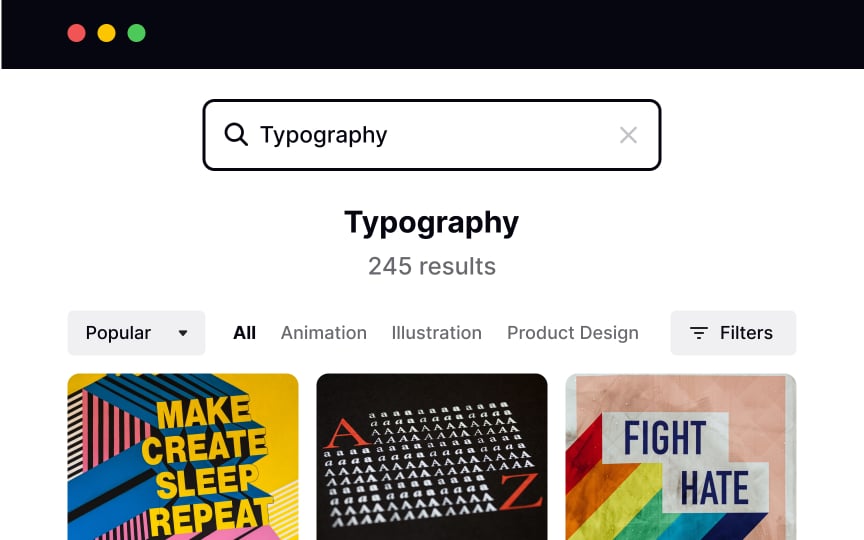 Typography
Typography
245 results
Popular
All
Animation
Illustration
Product Design
Filters
MAKE
CREATE
SLEEP
REPEAT
A
Z
FIGHT
HATE